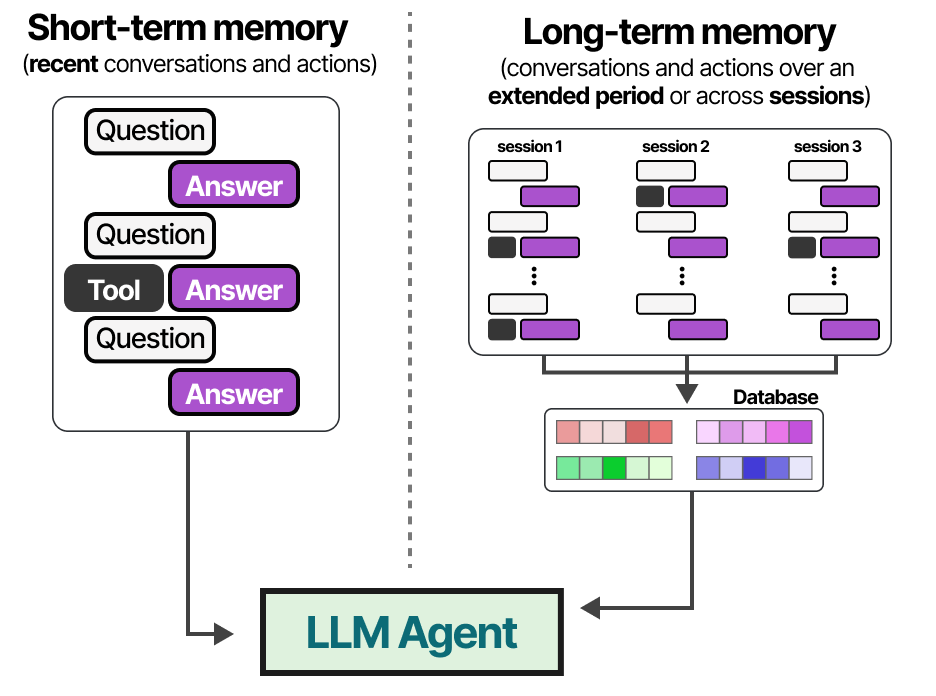 Short-term memory
(recent conversations and actions)
Question
Answer
Question
Tool
Answer
Question
Answer
Long-term memory
(conversations and actions over an
extended period or across sessions)
session 1
session 2
session 3
Database
LLM Agent